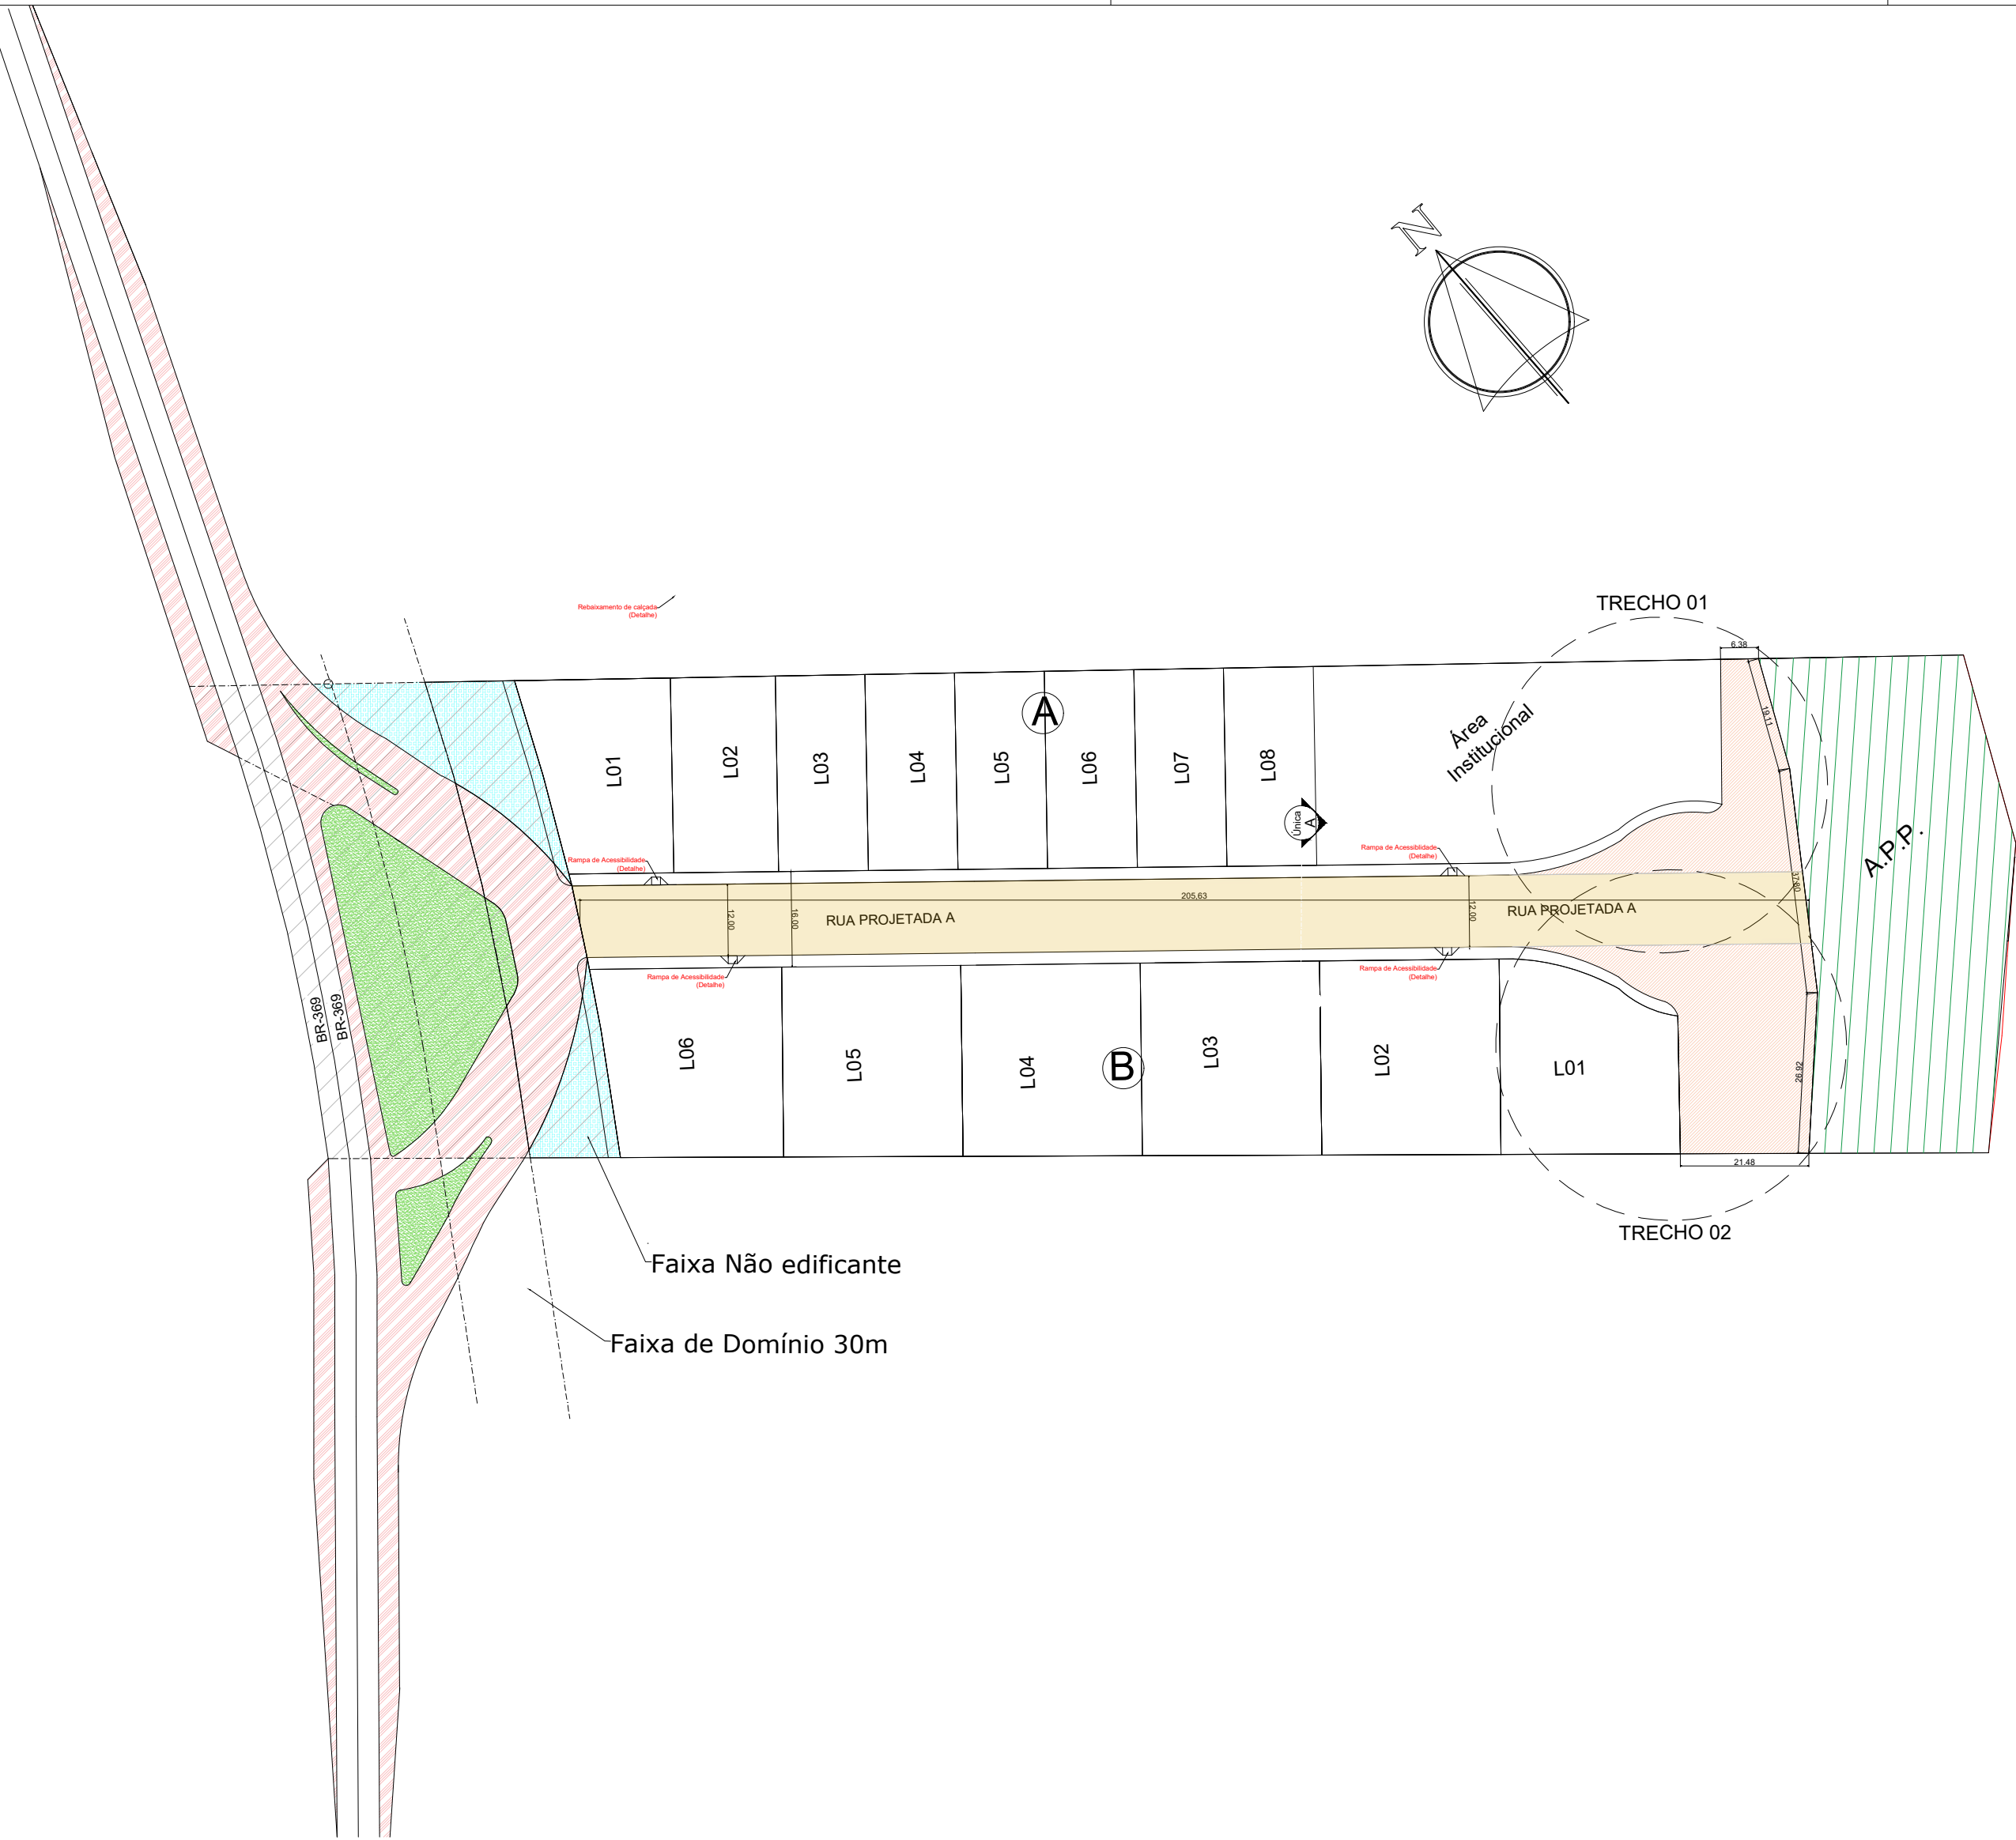 N
TRECHO 01
Rebaixamento de calçada
(Detalhe)
6.38
19.11
A
Área
Institucional
L01
L02
L03
L04
L05
L06
L07
L08
Única
A
A.P.P.
Rampa de Acessibilidade
(Detalhe)
Rampa de Acessibilidade
(Detalhe)
37.60
205,63
12.00
16.00
RUA PROJETADA A
12.00
RUA PROJETADA A
Rampa de Acessibilidade
(Detalhe)
Rampa de Acessibilidade
(Detalhe)
BR-369
BR-369
L06
L05
L04
B
L03
L02
L01
26.92
21.48
TRECHO 02
Faixa Não edificante
Faixa de Domínio 30m